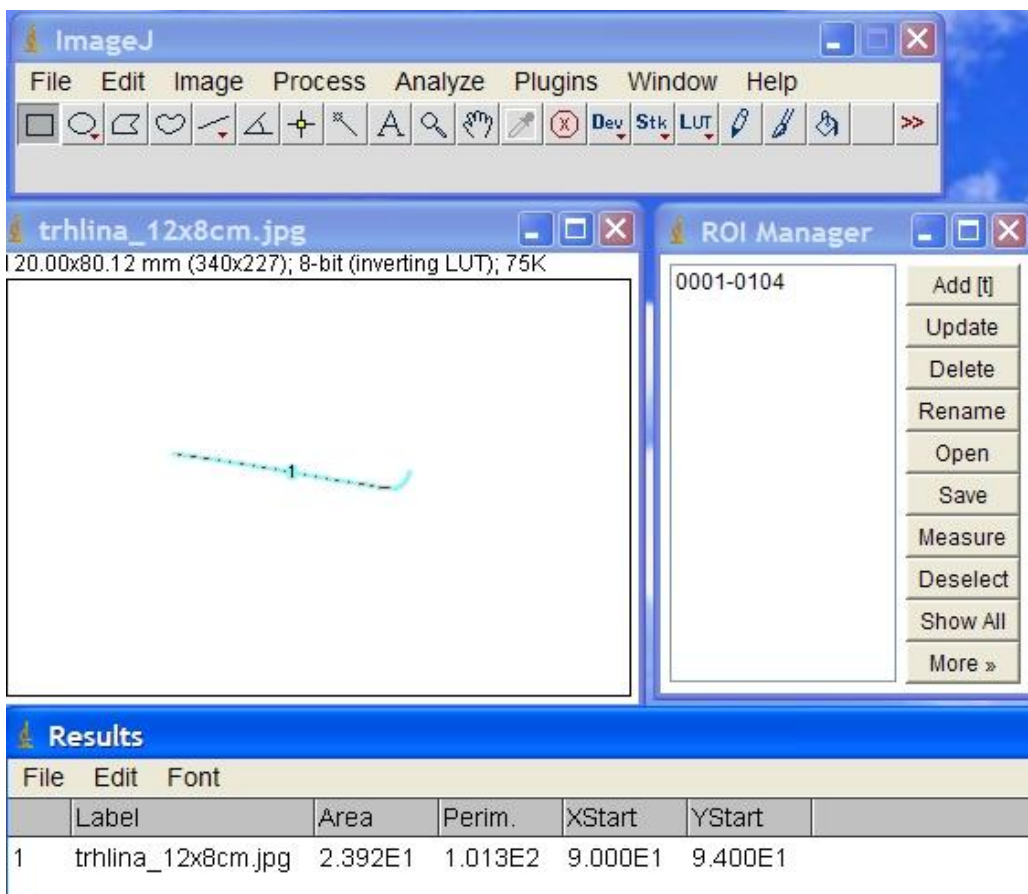 ImageJ
File Edit Image Process Analyze Plugins Window Help
A Dev Stk LUT >>
trhlina_12x8cm.jpg
120.00x80.12 mm (340x227); 8-bit (inverting LUT); 75K
1
ROI Manager
0001-0104
Add [t]
Update
Delete
Rename
Open
Save
Measure
Deselect
Show All
More »
Results
File Edit Font
Label Area Perim. XStart YStart
1 trhlina_12x8cm.jpg 2.392E1 1.013E2 9.000E1 9.400E1